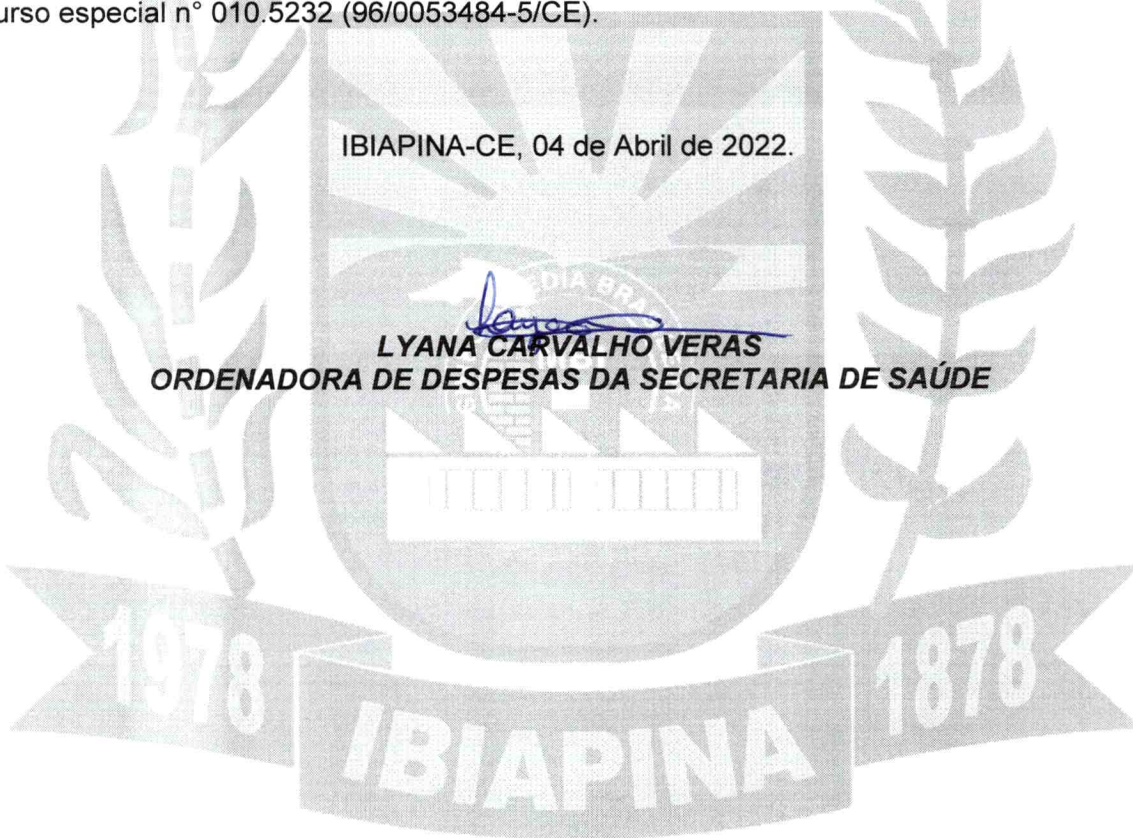 urso especial n° 010.5232 (96/0053484-5/CE).
IBIAPINA-CE, 04 de Abril de 2022.
LYANA CARVALHO VERAS
ORDENADORA DE DESPESAS DA SECRETARIA DE SAÚDE
1978
1878
IBIAPINA